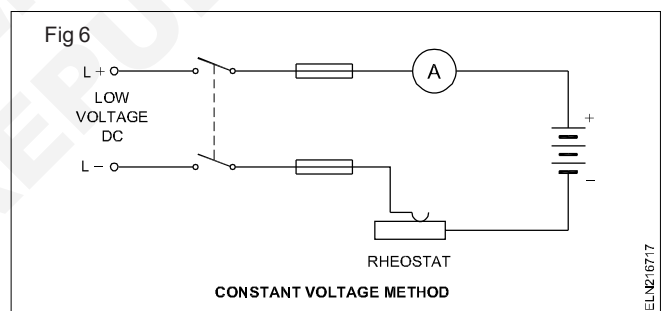 Fig 6
L +
LOW
VOLTAGE
DC
L –
A
+
–
RHEOSTAT
CONSTANT VOLTAGE METHOD
ELN216717